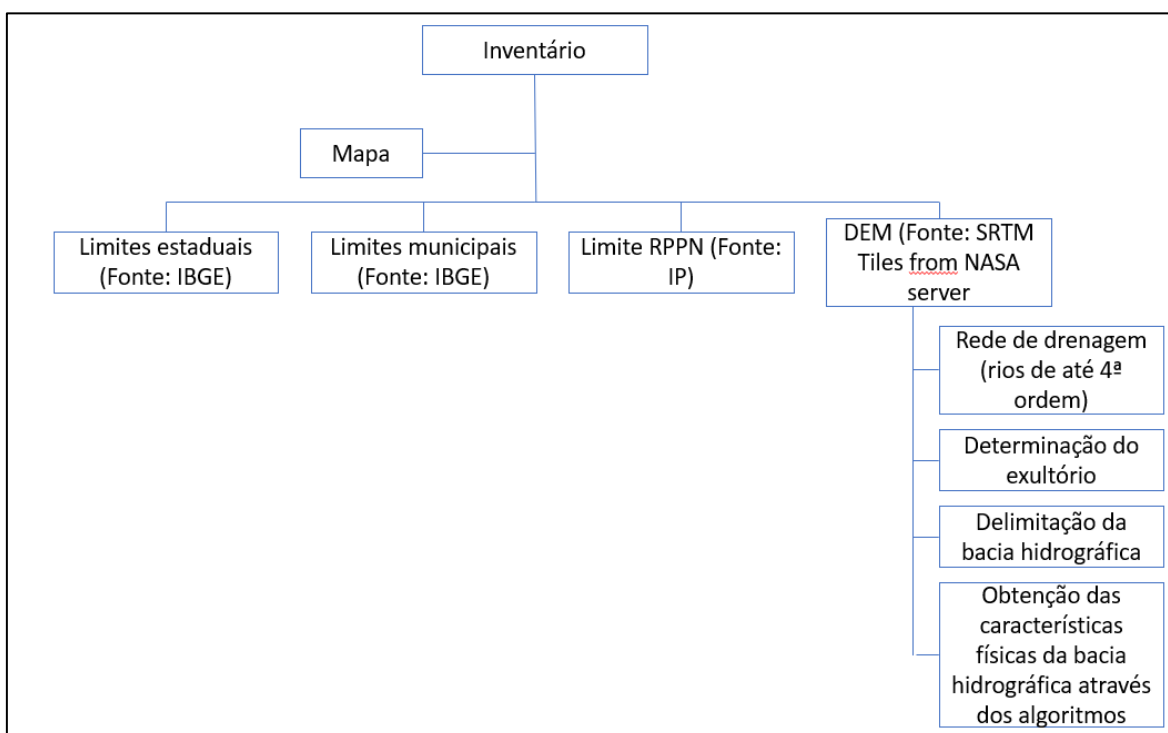 Inventário
Mapa
Limites estaduais
(Fonte: IBGE)
Limites municipais
(Fonte: IBGE)
Limite RPPN (Fonte:
IP)
DEM (Fonte: SRTM
Tiles from NASA
server
Rede de drenagem
(rios de até 4ª
ordem)
Determinação do
exultório
Delimitação da
bacia hidrográfica
Obtenção das
características
físicas da bacia
hidrográfica através
dos algoritmos